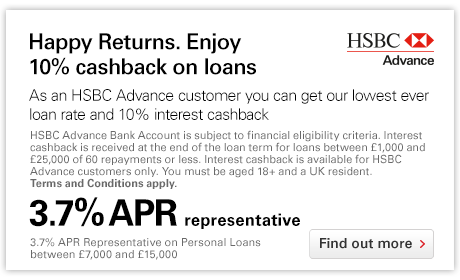 Happy Returns. Enjoy
10% cashback on loans
HSBC
Advance
As an HSBC Advance customer you can get our lowest ever
loan rate and 10% interest cashback
HSBC Advance Bank Account is subject to financial eligibility criteria. Interest
cashback is received at the end of the loan term for loans between £1,000 and
£25,000 of 60 repayments or less. Interest cashback is available for HSBC
Advance customers only. You must be aged 18+ and a UK resident.
Terms and Conditions apply.
3.7% APR representative
3.7% APR Representative on Personal Loans
between £7,000 and £15,000
Find out more >